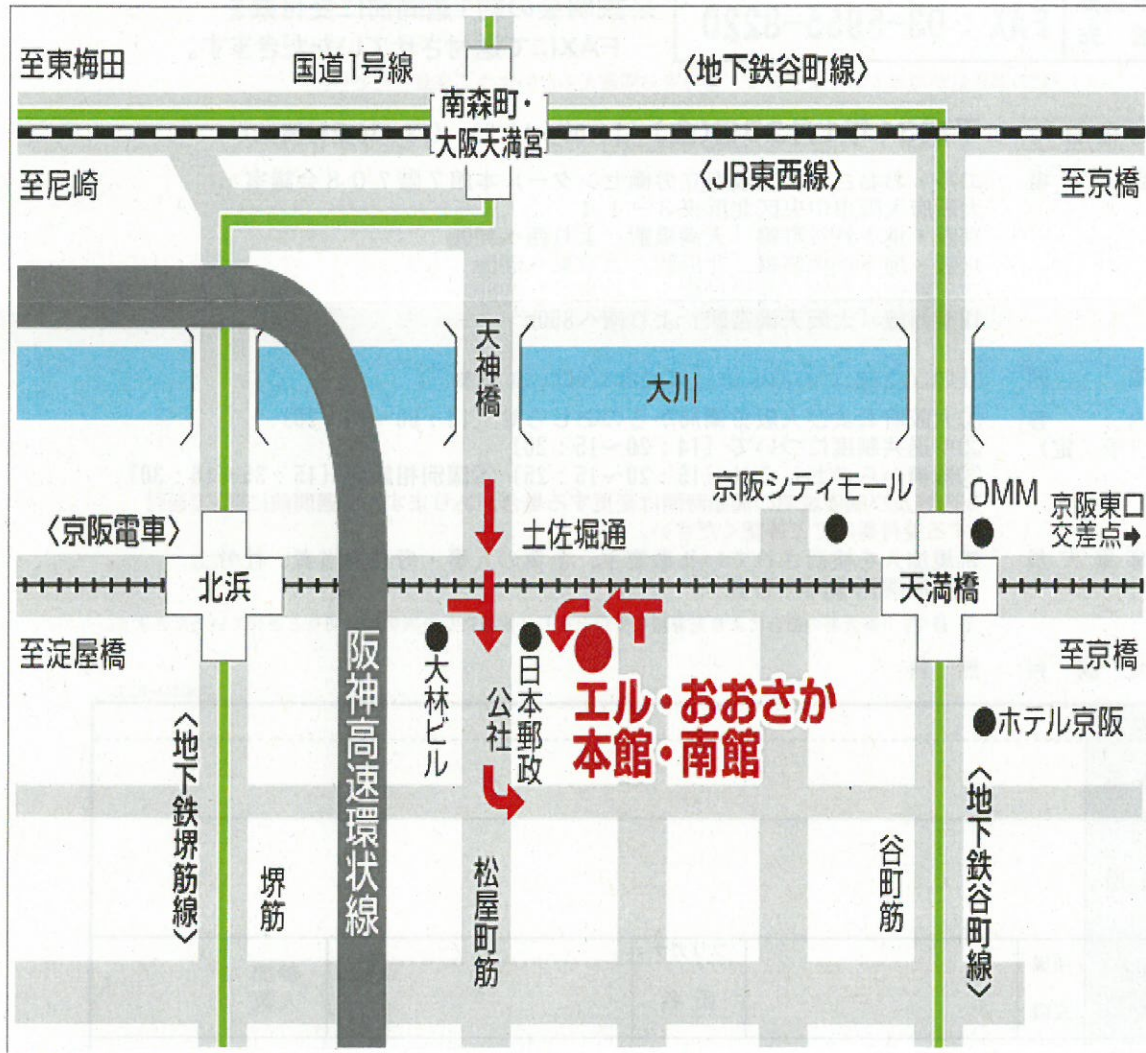 至東梅田
国道1号線
〈地下鉄谷町線〉
南森町・
大阪天満宮
〈JR東西線〉
至尼崎
至京橋
天神橋
大川
京阪シティモール
OMM
京阪東口
交差点➡
〈京阪電車〉
土佐堀通
北浜
天満橋
至淀屋橋
至京橋
阪神高速環状線
大林ビル
日本郵政
公社
エル・おおさか
本館・南館
ホテル京阪
〈地下鉄堺筋線〉
堺筋
松屋町筋
谷町筋
〈地下鉄谷町線〉